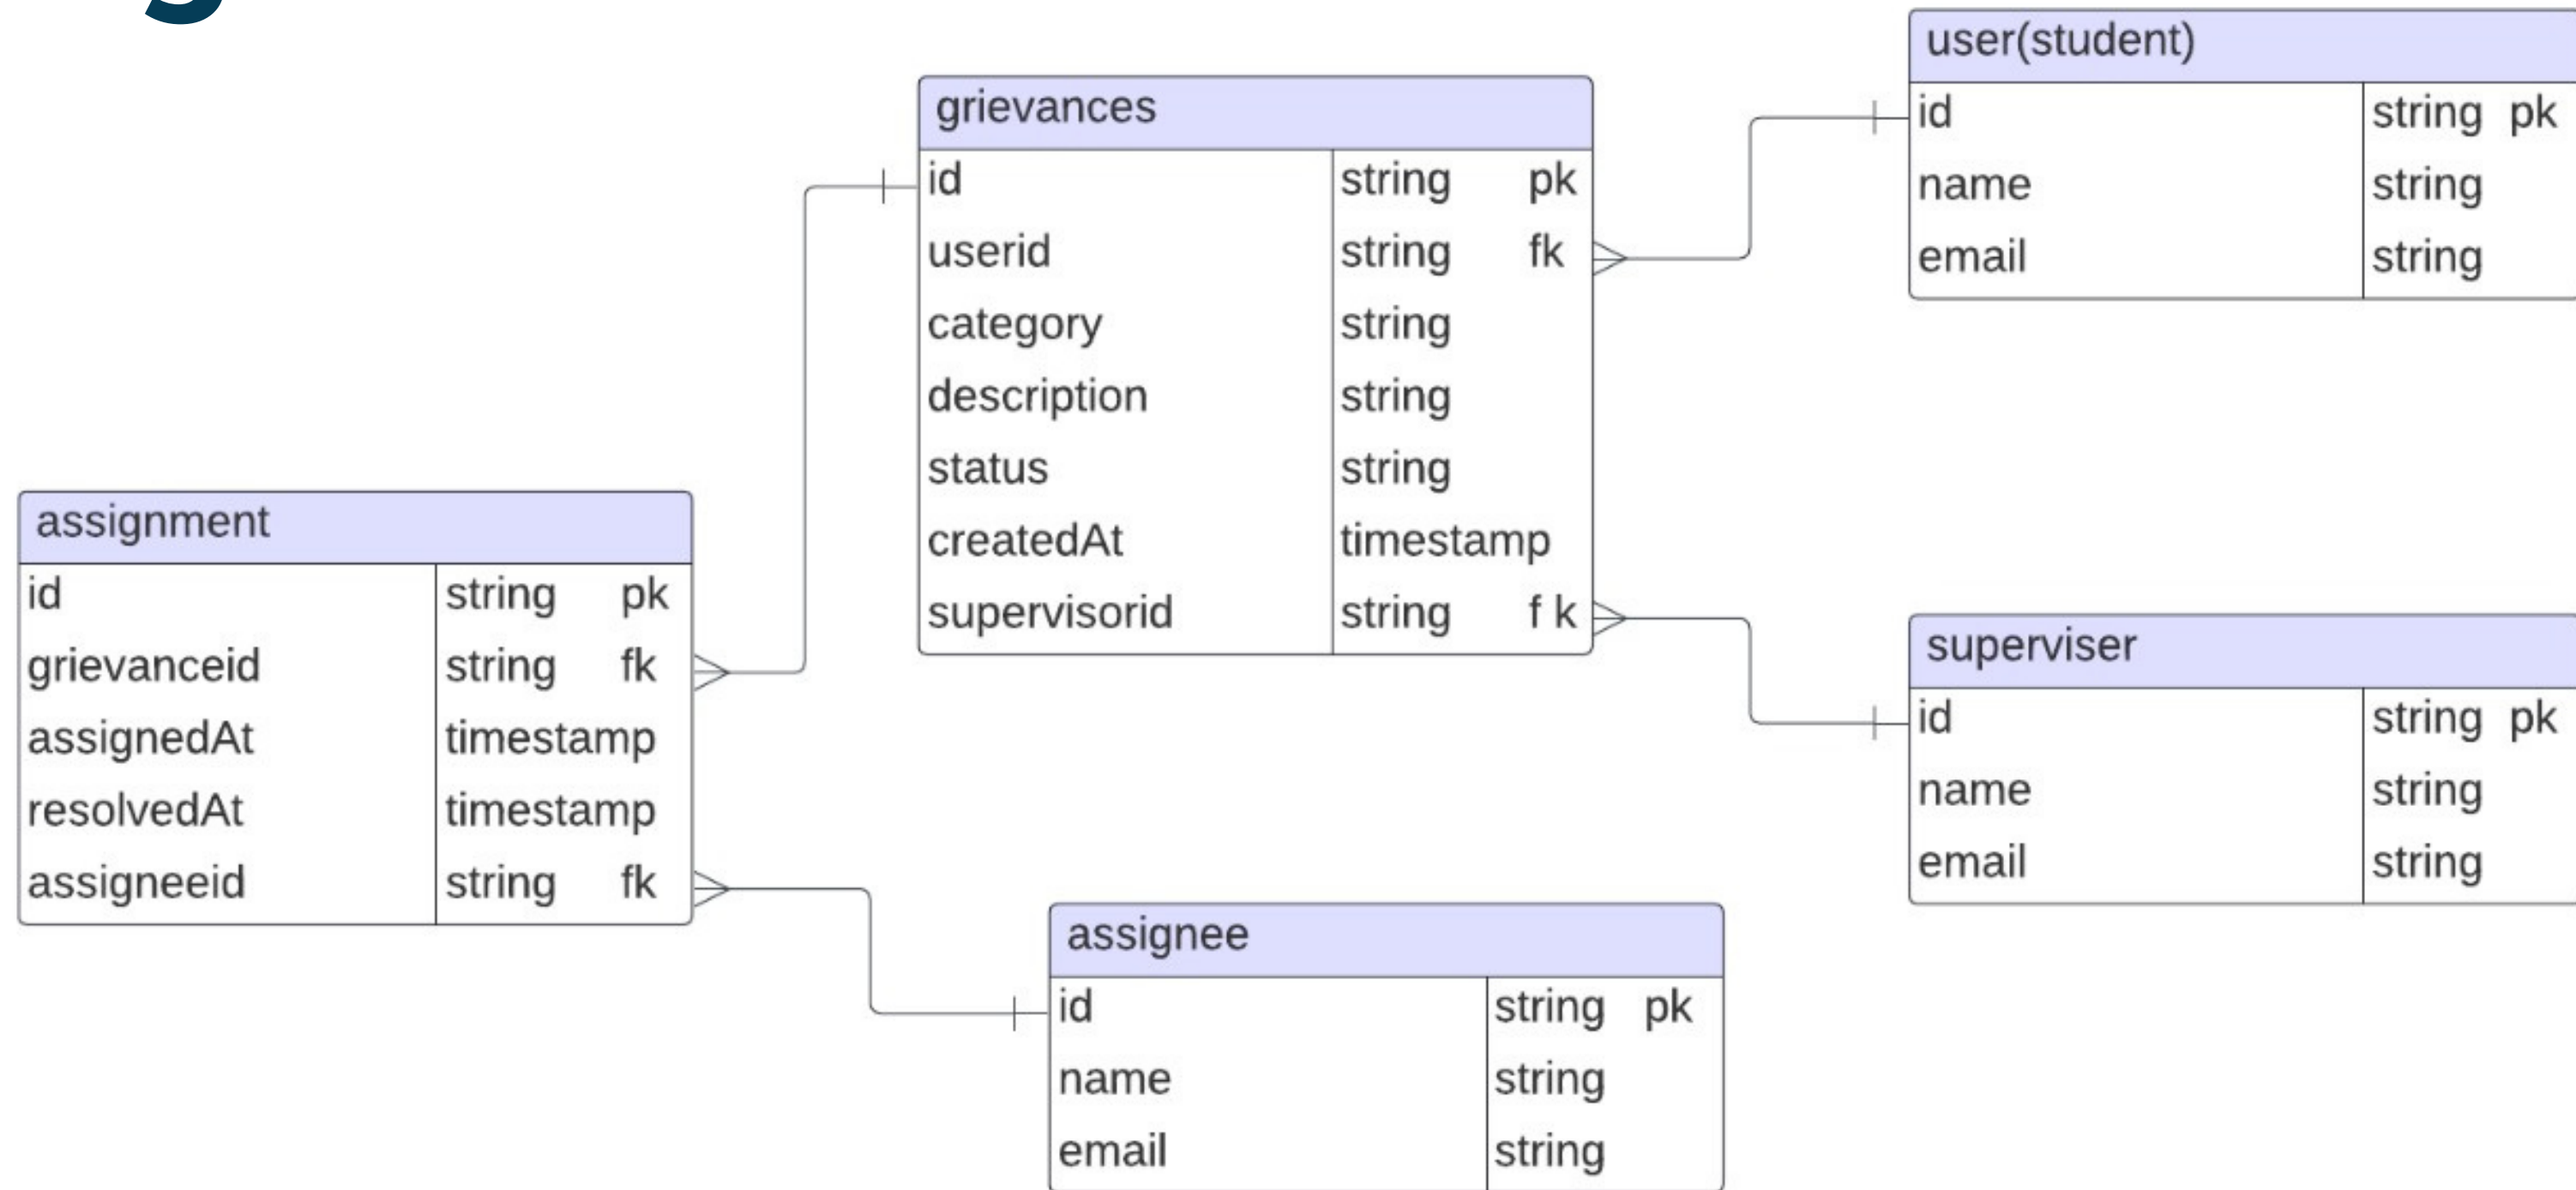 user(student)
id string pk
name string
email string
grievances
id string pk
userid string fk
category string
description string
status string
createdAt timestamp
supervisorid string f k
assignment
id string pk
grievanceid string fk
assignedAt timestamp
resolvedAt timestamp
assigneeid string fk
superviser
id string pk
name string
email string
assignee
id string pk
name string
email string